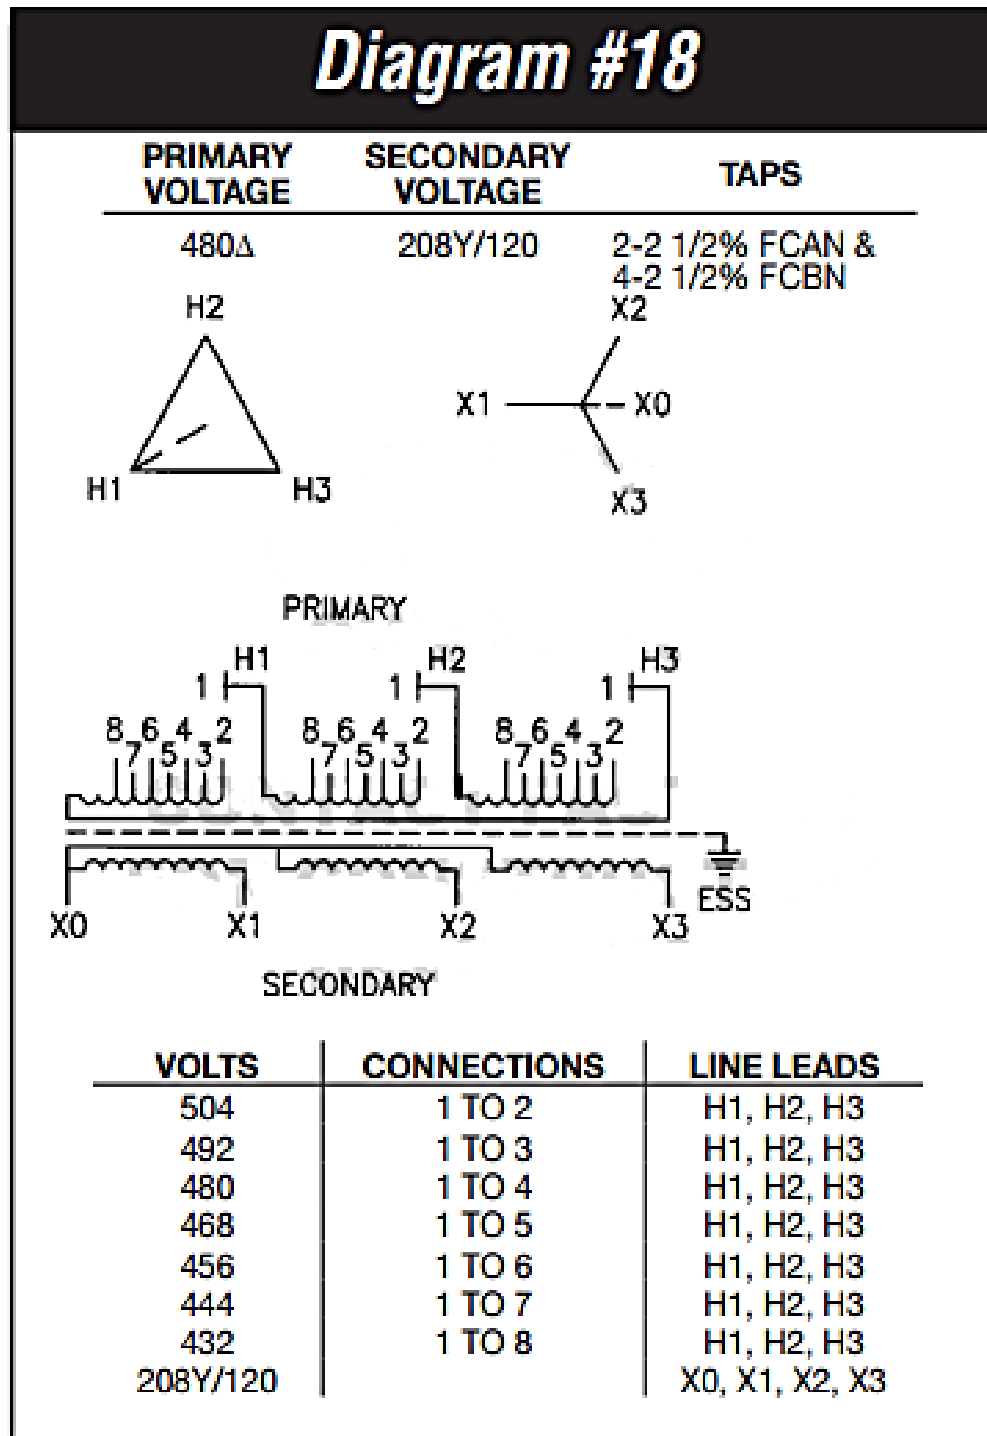 Diagram #18
PRIMARY VOLTAGE SECONDARY VOLTAGE TAPS
480Δ 208Y/120 2-2 1/2% FCAN &
4-2 1/2% FCBN
H2 X2
X1 X0
H1 H3 X3
PRIMARY
H1 H2 H3
1 1 1
8 6 4 2 8 6 4 2 8 6 4 2
7 5 3 7 5 3 7 5 3
ESS
X0 X1 X2 X3
SECONDARY
VOLTS CONNECTIONS LINE LEADS
504 1 TO 2 H1, H2, H3
492 1 TO 3 H1, H2, H3
480 1 TO 4 H1, H2, H3
468 1 TO 5 H1, H2, H3
456 1 TO 6 H1, H2, H3
444 1 TO 7 H1, H2, H3
432 1 TO 8 H1, H2, H3
208Y/120 X0, X1, X2, X3